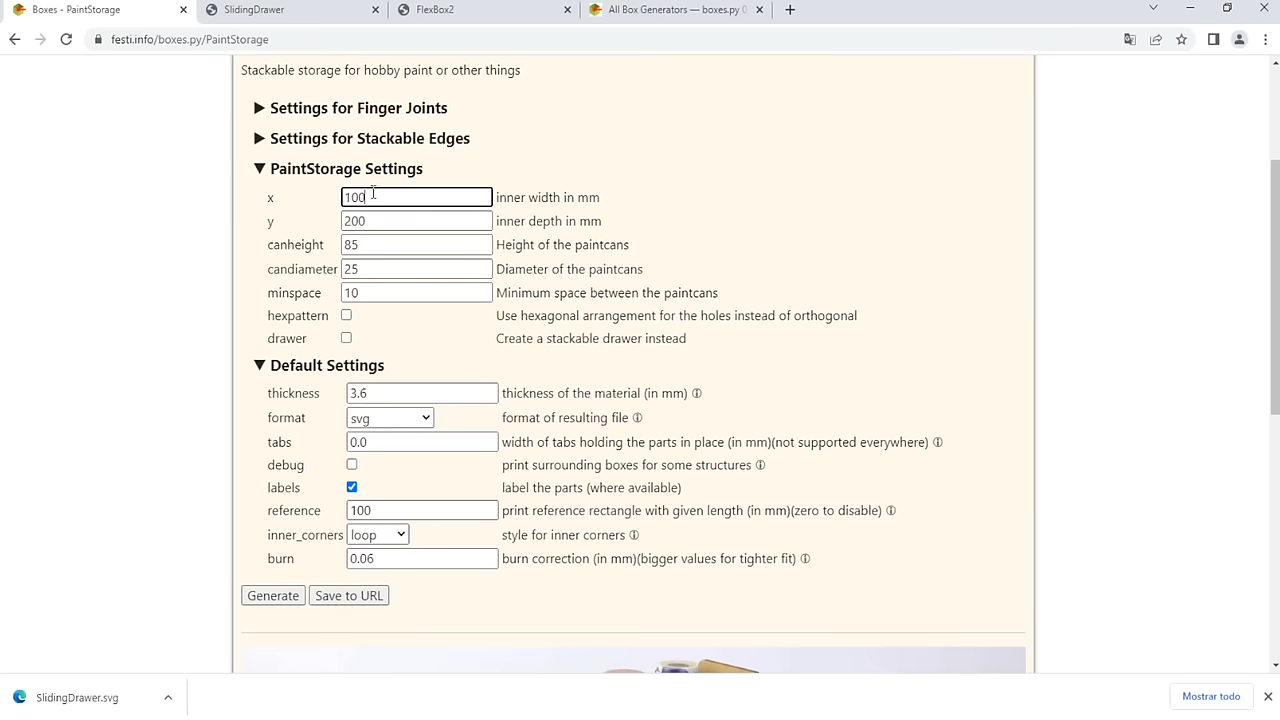 Boxes - PaintStorage
SlidingDrawer
FlexBox2
All Box Generators — boxes.py 0
festi.info/boxes.py/PaintStorage
Stackable storage for hobby paint or other things
Settings for Finger Joints
Settings for Stackable Edges
PaintStorage Settings
x 100 inner width in mm
y 200 inner depth in mm
canheight 85 Height of the paintcans
candiameter 25 Diameter of the paintcans
minspace 10 Minimum space between the paintcans
hexpattern Use hexagonal arrangement for the holes instead of orthogonal
drawer Create a stackable drawer instead
Default Settings
thickness 3.6 thickness of the material (in mm) ⓘ
format svg format of resulting file ⓘ
tabs 0.0 width of tabs holding the parts in place (in mm)(not supported everywhere) ⓘ
debug print surrounding boxes for some structures ⓘ
labels label the parts (where available)
reference 100 print reference rectangle with given length (in mm)(zero to disable) ⓘ
inner_corners loop style for inner corners ⓘ
burn 0.06 burn correction (in mm)(bigger values for tighter fit) ⓘ
Generate Save to URL
SlidingDrawer.svg
Mostrar todo